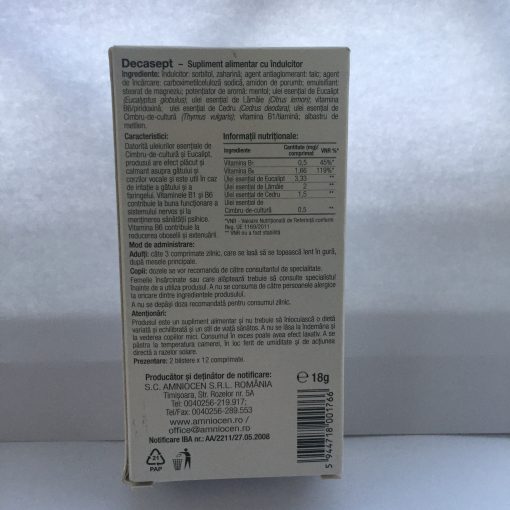 Decasept – Supliment alimentar cu îndulcitor
Ingrediente: îndulcitor: sorbitol, zaharină; agent antiaglomerant: talc; agent
de încărcare: carboximetilceluloză sodică, amidon de porumb; emulsifiant:
stearat de magneziu; potențiator de aromă: mentol; ulei esențial de Eucalipt
(Eucalyptus globulus), ulei esențial de Lămâie (Citrus lemon); vitamina
B6/piridoxină, ulei esențial de Cedru (Cedrus deodara); ulei esențial de
Cimbru-de-cultură (Thymus vulgaris); vitamina B1/tiamină; albastru de
metilen.
Caracteristici:
Datorită uleiurilor esențiale de
Cimbru-de-cultură și Eucalipt,
produsul are efect plăcut și
calmant asupra gâtului și
corzilor vocale și este util în caz
de iritație a gâtului și a
faringelui. Vitaminele B1 și B6
contribuie la buna funcționare a
sistemului nervos și la
menținerea sănătății psihice.
Vitamina B6 contribuie la
reducerea oboselii și extenuării.
Informații nutriționale:
Ingrediente Cantitate (mg)/ comprimat VNR %*
Vitamina B1 0,5 45%*
Vitamina B6 1,66 119%*
Ulei esențial de Eucalipt 3,33 **
Ulei esențial de Lămâie 2 **
Ulei esențial de Cedru 1,5 **
Ulei esențial de
Cimbru-de-cultură 0,5 **
*VNR - Valoare Nutrițională de Referință conform
Reg. UE 1169/2011
** VNR nu a fost stabilită
Mod de administrare:
Adulți: câte 3 comprimate zilnic, care se lasă să se topească lent în gură,
după mesele principale.
Copii: dozele se vor recomanda de către consultantul de specialitate.
Femeile însărcinate sau care alăptează trebuie să consulte specialistul
înainte de a utiliza produsul. A nu se consuma de către persoanele alergice
la oricare dintre ingredientele produsului.
A nu se depăși doza recomandată pentru consumul zilnic.
Atenționări:
Produsul este un supliment alimentar și nu trebuie să înlocuiască o dietă
variată și echilibrată și un stil de viață sănătos. A nu se lăsa la îndemâna și
la vederea copiilor mici. Consumul în exces poate avea efect laxativ. A se
păstra la temperatura camerei, în loc ferit de umiditate și de acțiunea
directă a razelor solare.
Prezentare: 2 blistere x 12 comprimate.
Producător și deținător de notificare:
S.C. AMNIOCEN S.R.L. ROMÂNIA
Timișoara, Str. Rozelor nr. 5A
Tel: 0040256-219.917;
Tel/Fax: 0040256-289.553
www.amniocen.ro /
office@amniocen.ro
Notificare IBA nr.: AA/2211/27.05.2008
℮ 18g
5 944718 001766
21
PAP